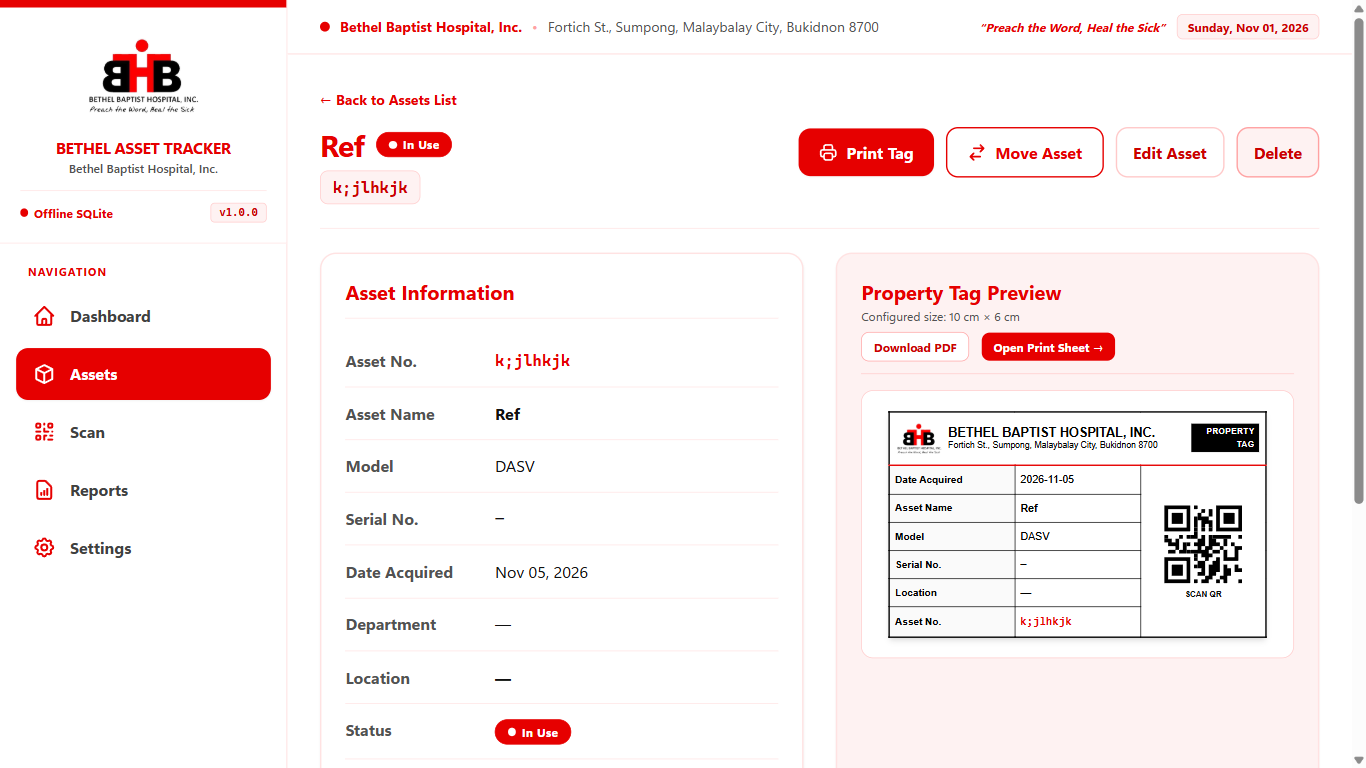 Bethel Baptist Hospital, Inc. • Fortich St., Sumpong, Malaybalay City, Bukidnon 8700
“Preach the Word, Heal the Sick” Sunday, Nov 01, 2026
BHB
BETHEL BAPTIST HOSPITAL, INC.
Preach the Word, Heal the Sick
BETHEL ASSET TRACKER
Bethel Baptist Hospital, Inc.
Offline SQLite v1.0.0
NAVIGATION
Dashboard
Assets
Scan
Reports
Settings
← Back to Assets List
Ref In Use
k;jlhkjk
Print Tag Move Asset Edit Asset Delete
Asset Information
Asset No. k;jlhkjk
Asset Name Ref
Model DASV
Serial No. –
Date Acquired Nov 05, 2026
Department —
Location —
Status In Use
Property Tag Preview
Configured size: 10 cm × 6 cm
Download PDF Open Print Sheet →
BHB
BETHEL BAPTIST HOSPITAL, INC.
Fortich St., Sumpong, Malaybalay City, Bukidnon 8700
PROPERTY
TAG
Date Acquired 2026-11-05
Asset Name Ref
Model DASV
Serial No. –
Location —
Asset No. k;jlhkjk
SCAN QR